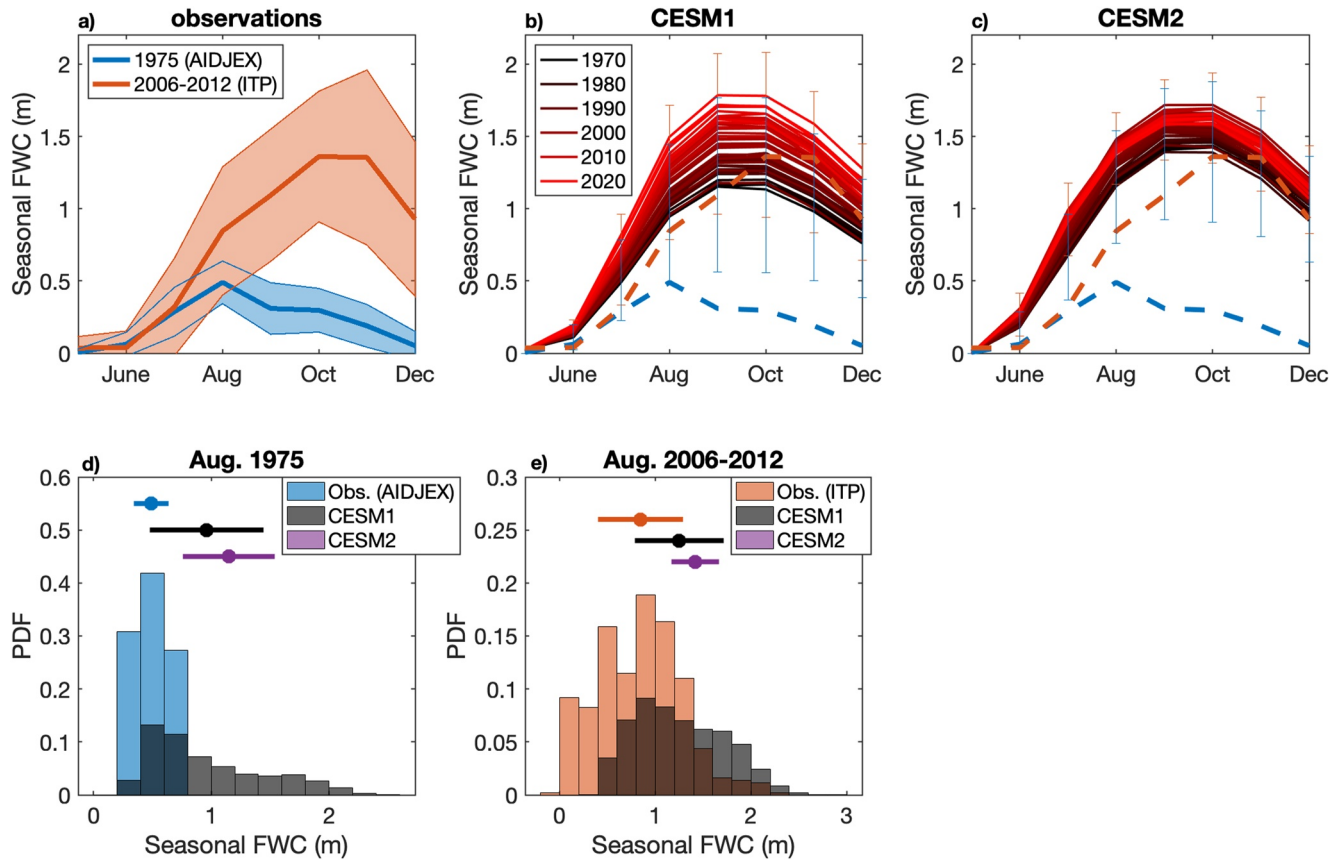 a) observations
2
1.5
1
0.5
0
Seasonal FWC (m)
1975 (AIDJEX)
2006-2012 (ITP)
June Aug Oct Dec
b) CESM1
2
1.5
1
0.5
0
Seasonal FWC (m)
1970
1980
1990
2000
2010
2020
June Aug Oct Dec
c) CESM2
2
1.5
1
0.5
0
Seasonal FWC (m)
June Aug Oct Dec
d) Aug. 1975
0.6
0.5
0.4
0.3
0.2
0.1
0
PDF
Obs. (AIDJEX)
CESM1
CESM2
0 1 2
Seasonal FWC (m)
e) Aug. 2006-2012
0.3
0.25
0.2
0.15
0.1
0.05
0
PDF
Obs. (ITP)
CESM1
CESM2
0 1 2 3
Seasonal FWC (m)